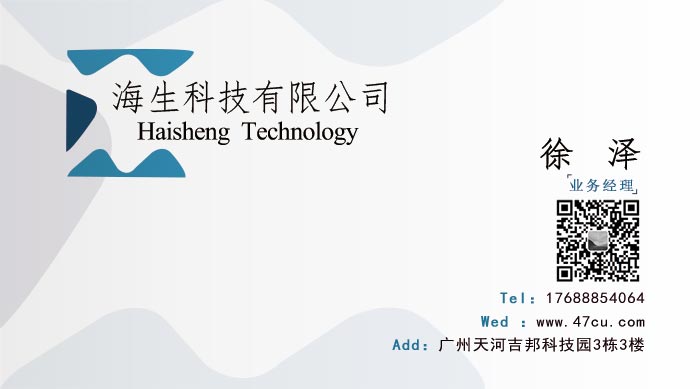 海生科技有限公司
Haisheng Technology
徐 泽
业务经理
Tel：17688854064
Wed ：www.47cu.com
Add：广州天河吉邦科技园3栋3楼